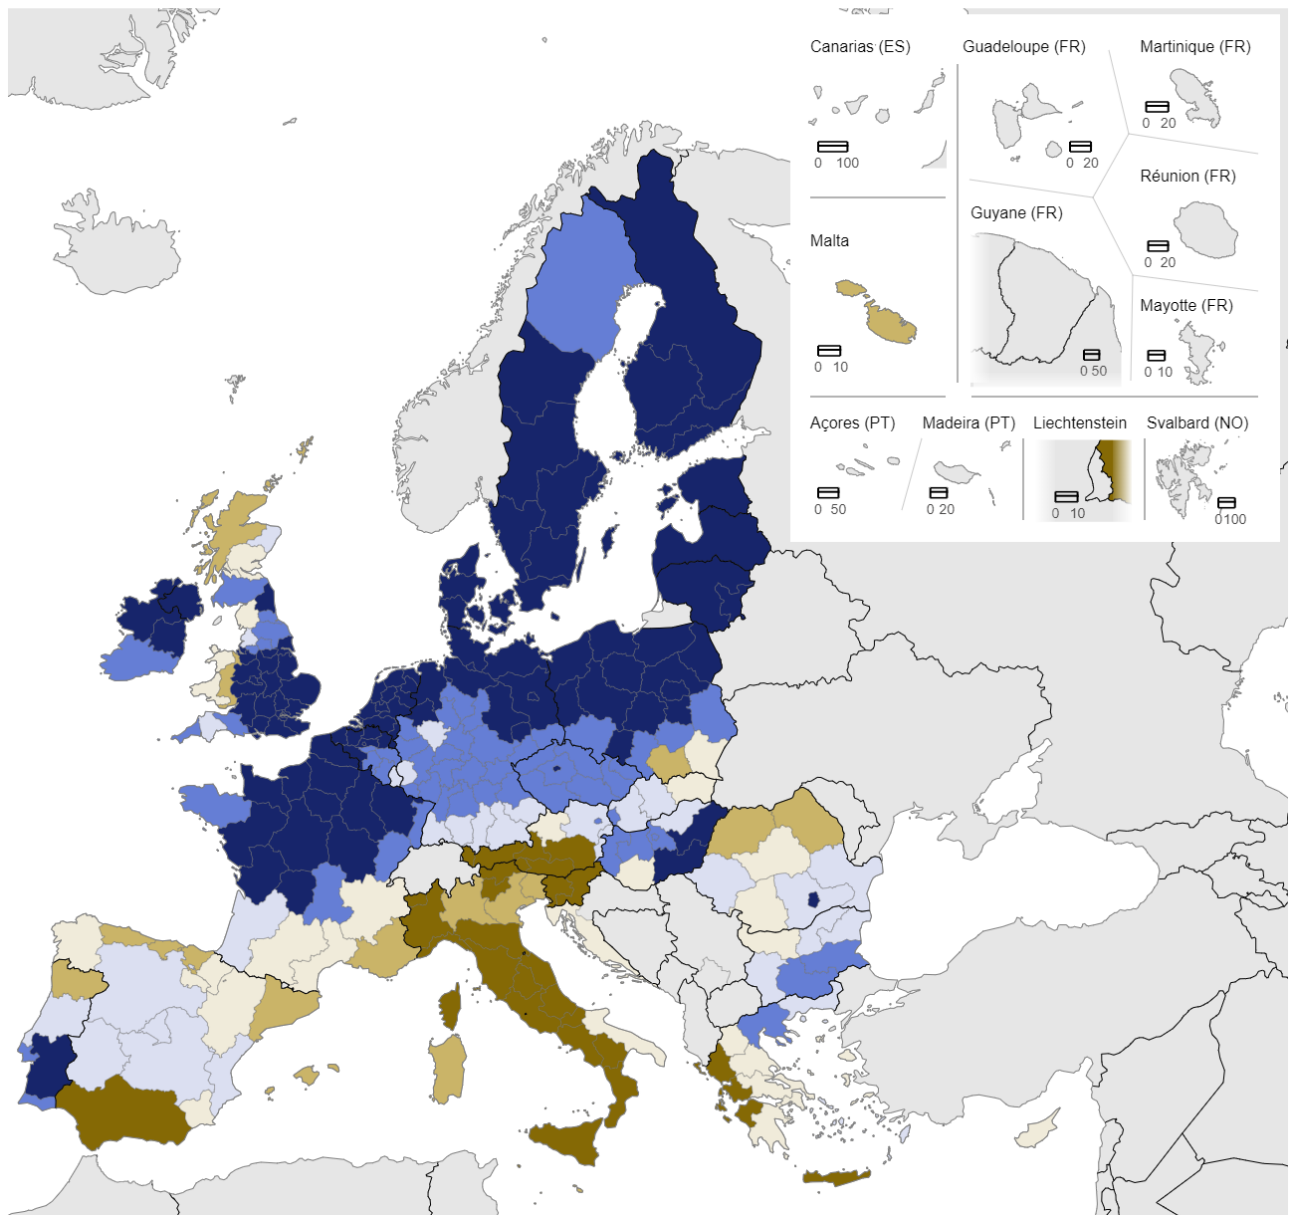 Canarias (ES)
0 100
Guadeloupe (FR)
0 20
Martinique (FR)
0 20
Réunion (FR)
0 20
Guyane (FR)
0 50
Mayotte (FR)
0 10
Malta
0 10
Açores (PT)
0 50
Madeira (PT)
0 20
Liechtenstein
0 10
Svalbard (NO)
0100